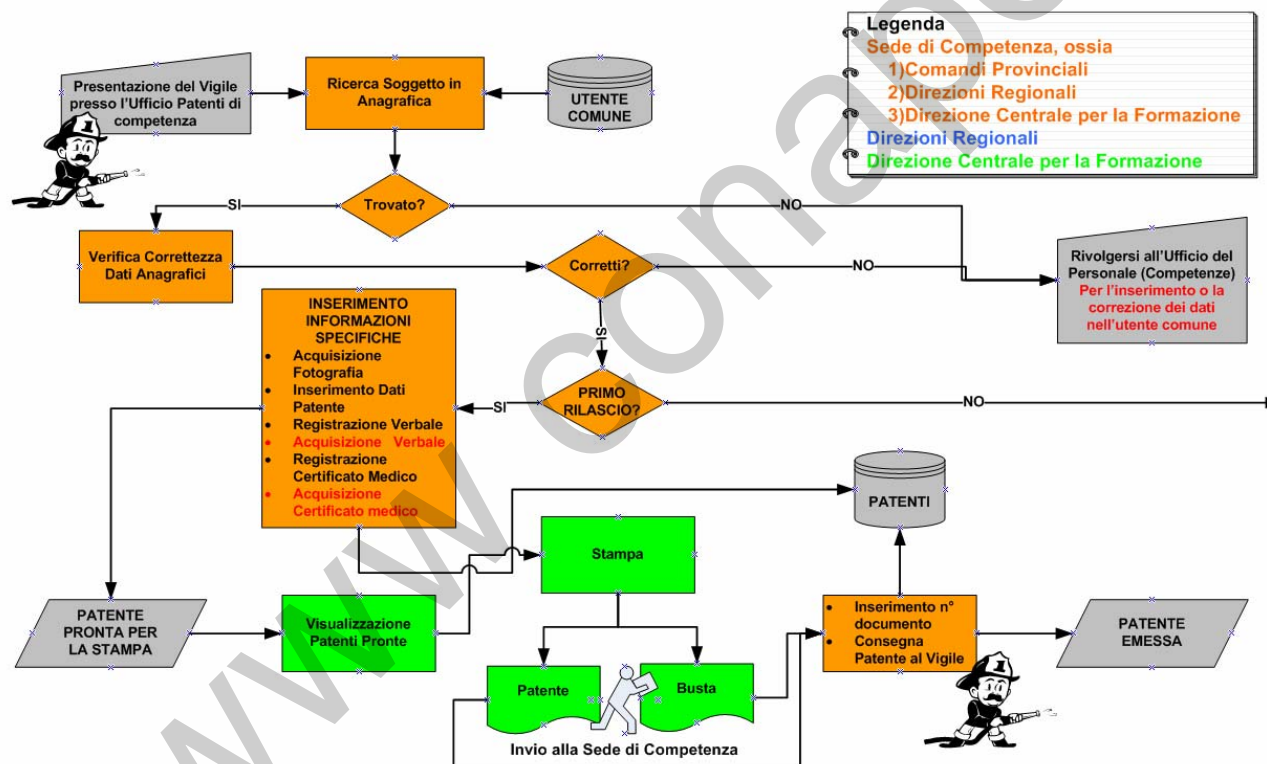 Legenda
Sede di Competenza, ossia
1)Comandi Provinciali
2)Direzioni Regionali
3)Direzione Centrale per la Formazione
Direzioni Regionali
Direzione Centrale per la Formazione
Presentazione del Vigile
presso l'Ufficio Patenti di
competenza
Ricerca Soggetto in
Anagrafica
UTENTE
COMUNE
1
Trovato?
SI
NO
Verifica Correttezza
Dati Anagrafici
Corretti?
NO
Rivolgersi all'Ufficio del
Personale (Competenze)
Per l'inserimento o la
correzione dei dati
nell'utente comune
SI
INSERIMENTO
INFORMAZIONI
SPECIFICHE
• Acquisizione
Fotografia
• Inserimento Dati
Patente
• Registrazione Verbale
• Acquisizione Verbale
• Registrazione
Certificato Medico
• Acquisizione
Certificato medico
PRIMO
RILASCIO?
SI
NO
PATENTI
Stampa
PATENTE
PRONTA PER
LA STAMPA
Visualizzazione
Patenti Pronte
• Inserimento n°
documento
• Consegna
Patente al Vigile
PATENTE
EMESSA
Patente
Busta
1
Invio alla Sede di Competenza
www.conap